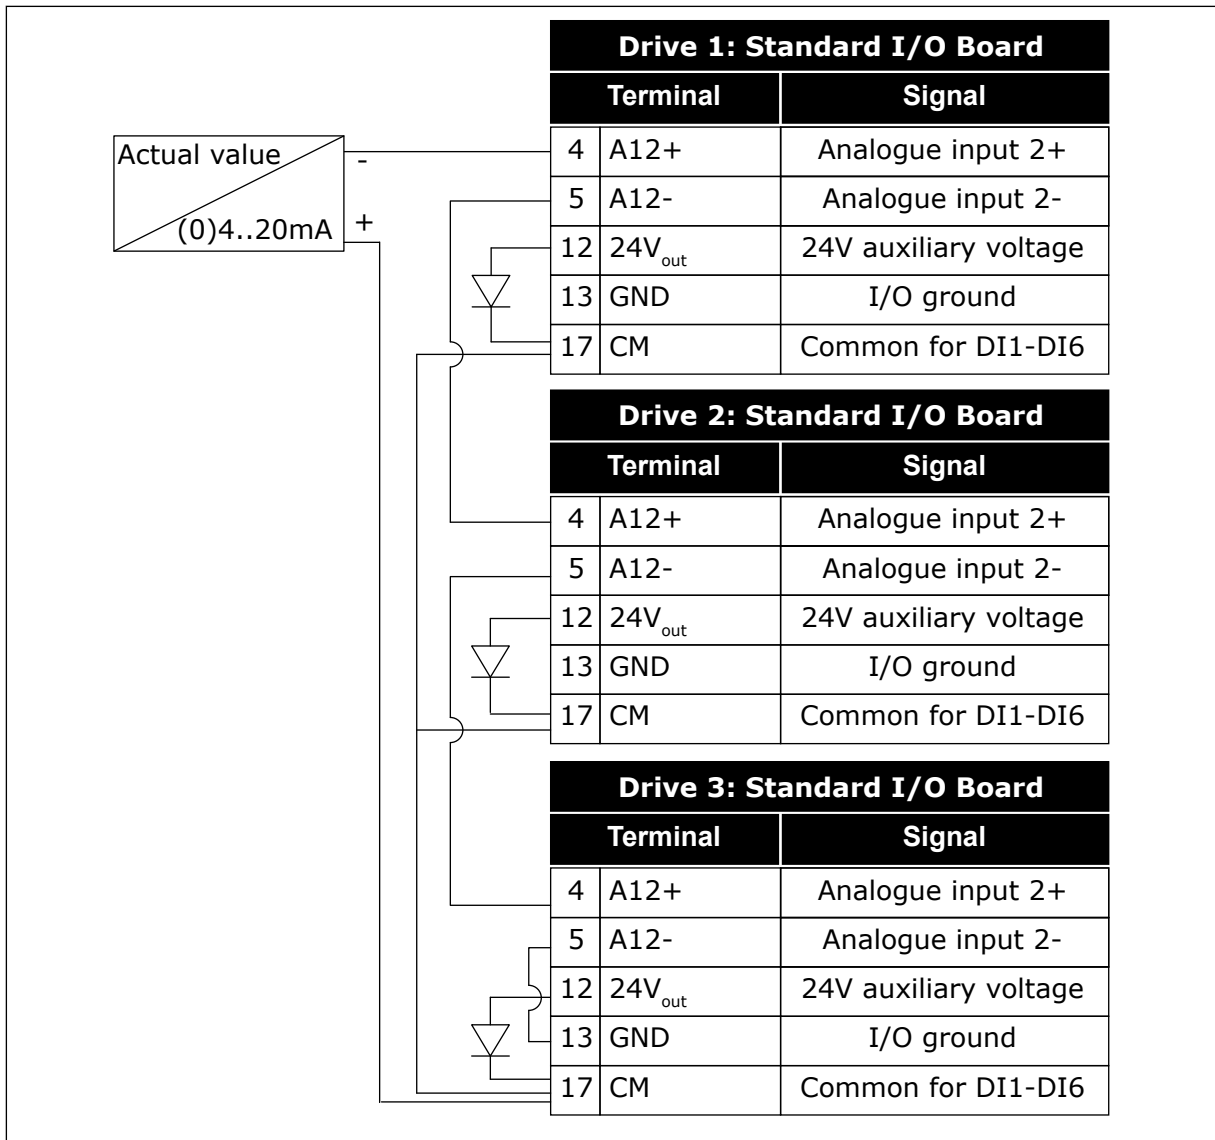 Drive 1: Standard I/O Board
Terminal Signal
Actual value -
(0)4..20mA +
4 A12+ Analogue input 2+
5 A12- Analogue input 2-
12 24Vout 24V auxiliary voltage
13 GND I/O ground
17 CM Common for DI1-DI6
Drive 2: Standard I/O Board
Terminal Signal
4 A12+ Analogue input 2+
5 A12- Analogue input 2-
12 24Vout 24V auxiliary voltage
13 GND I/O ground
17 CM Common for DI1-DI6
Drive 3: Standard I/O Board
Terminal Signal
4 A12+ Analogue input 2+
5 A12- Analogue input 2-
12 24Vout 24V auxiliary voltage
13 GND I/O ground
17 CM Common for DI1-DI6